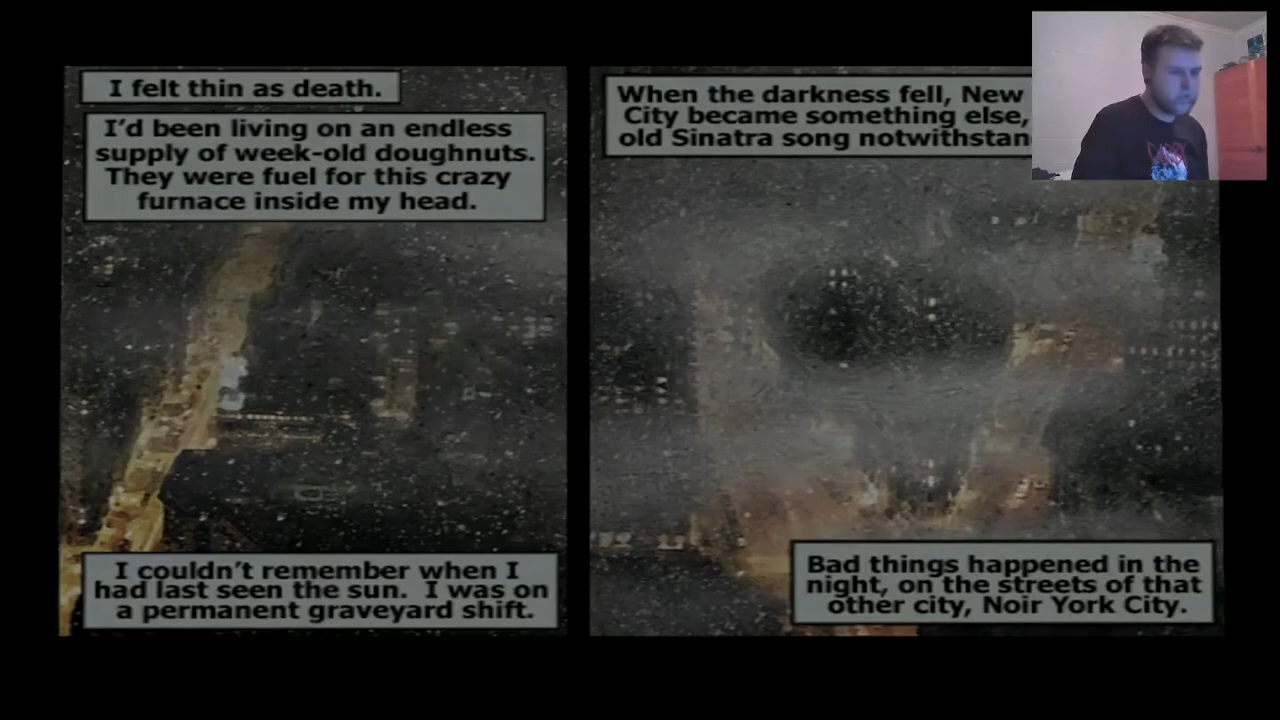 I felt thin as death.
I'd been living on an endless
supply of week-old doughnuts.
They were fuel for this crazy
furnace inside my head.
I couldn't remember when I
had last seen the sun. I was on
a permanent graveyard shift.
When the darkness fell, New
City became something else,
old Sinatra song
Bad things happened in the
night, on the streets of that
other city, Noir York City.